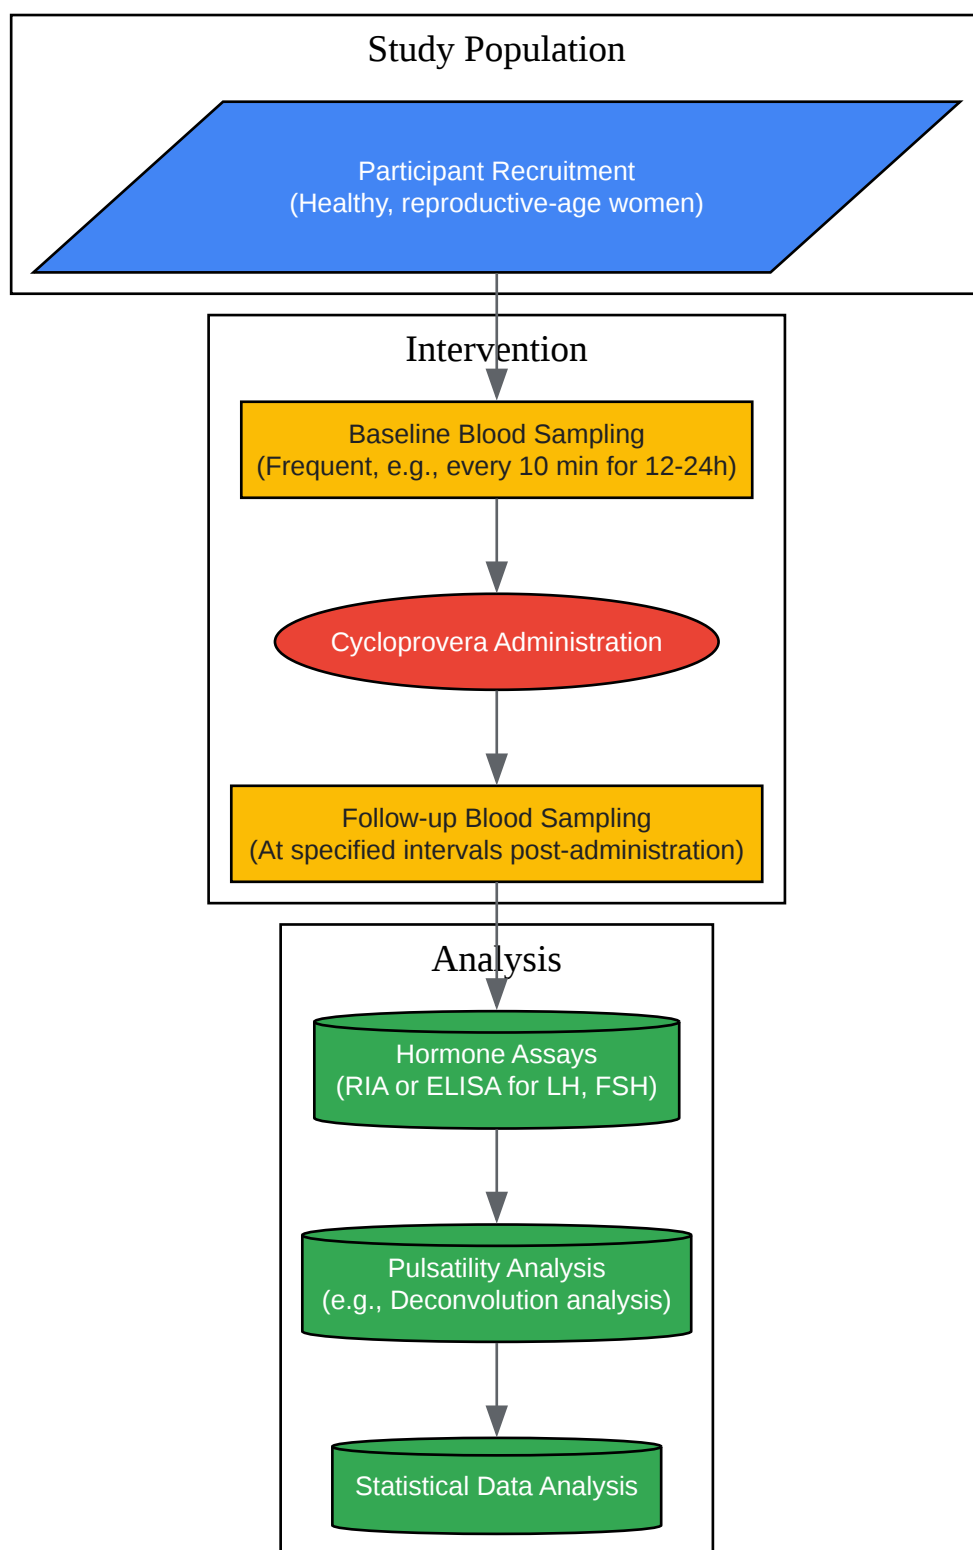 Study Population
Participant Recruitment
(Healthy, reproductive-age women)
Intervention
Baseline Blood Sampling
(Frequent, e.g., every 10 min for 12-24h)
Cycloprovera Administration
Follow-up Blood Sampling
(At specified intervals post-administration)
Analysis
Hormone Assays
(RIA or ELISA for LH, FSH)
Pulsatility Analysis
(e.g., Deconvolution analysis)
Statistical Data Analysis